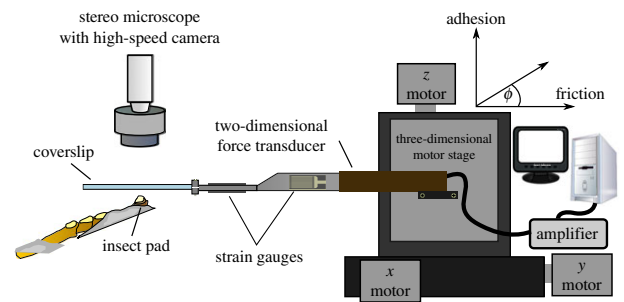 stereo microscope
with high-speed camera
adhesion
z
motor
ϕ
friction
two-dimensional
force transducer
three-dimensional
motor stage
coverslip
insect pad
strain gauges
amplifier
x
motor
y
motor